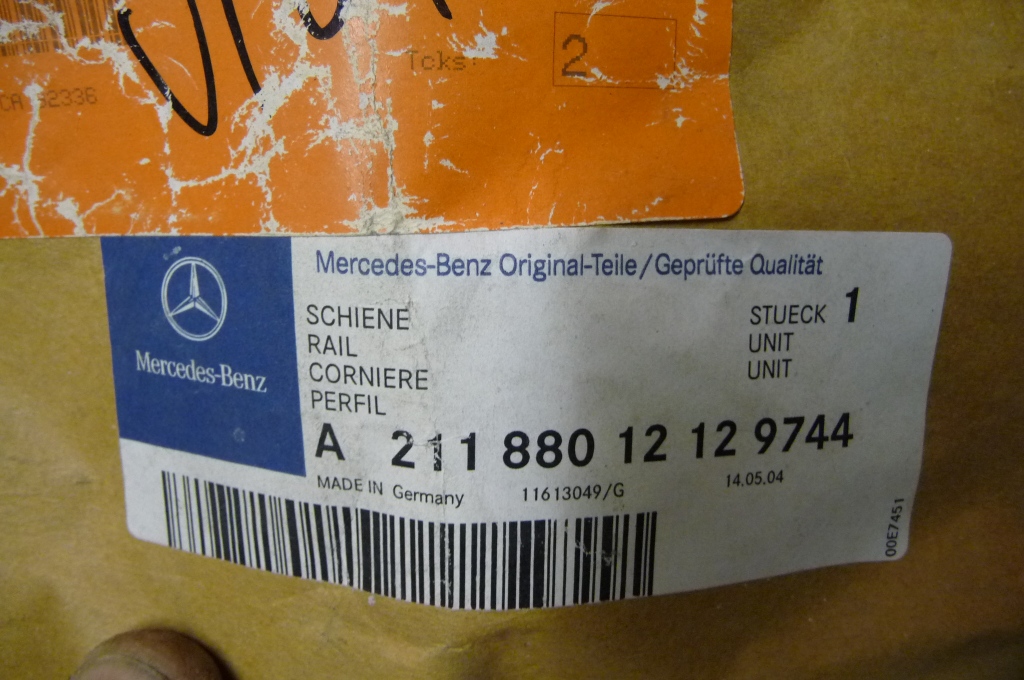 Tcks:
2
92336
Mercedes-Benz
Mercedes-Benz Original-Teile/Geprüfte Qualität
SCHIENE
RAIL
CORNIERE
PERFIL
STUECK 1
UNIT
UNIT
A 211 880 12 12 9744
MADE IN Germany 11613049/G 14.05.04
00E7451